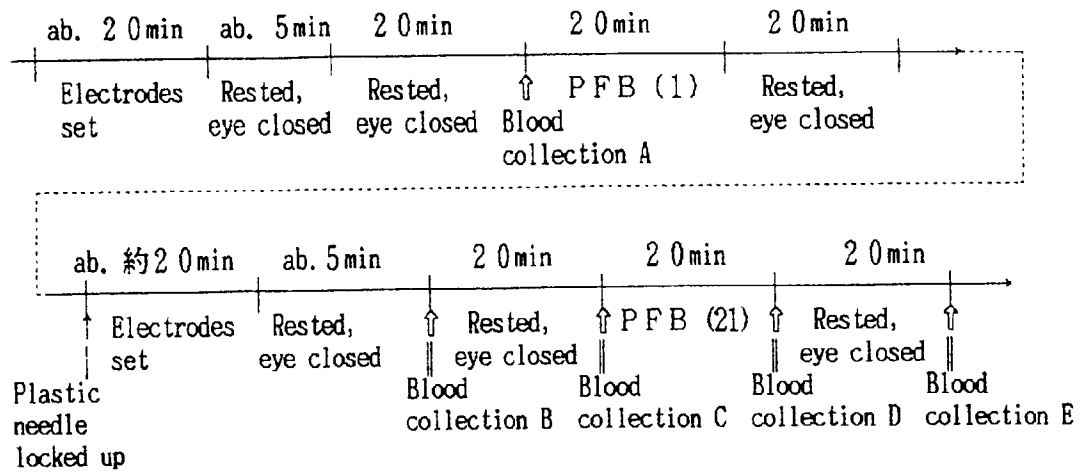 ab. 20min ab. 5min 20min 20min 20min
Electrodes set
Rested, eye closed
Rested, eye closed
PFB (1)
Rested, eye closed
Blood collection A
ab. 約20min ab. 5min 20min 20min 20min
Electrodes set
Rested, eye closed
Rested, eye closed
PFB (21)
Rested, eye closed
Plastic needle locked up
Blood collection B
Blood collection C
Blood collection D
Blood collection E